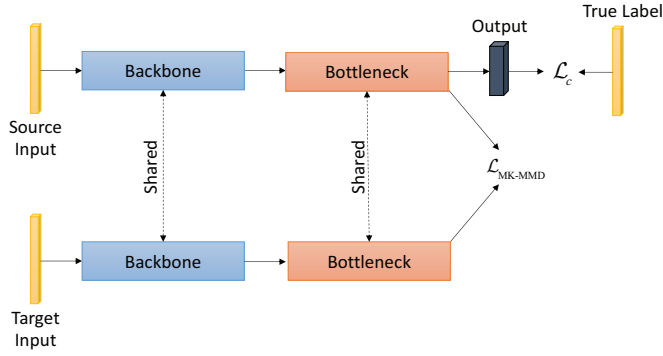 True Label
Output
Backbone
Bottleneck
ℒc
Source
Input
Shared
Shared
ℒMK-MMD
Backbone
Bottleneck
Target
Input